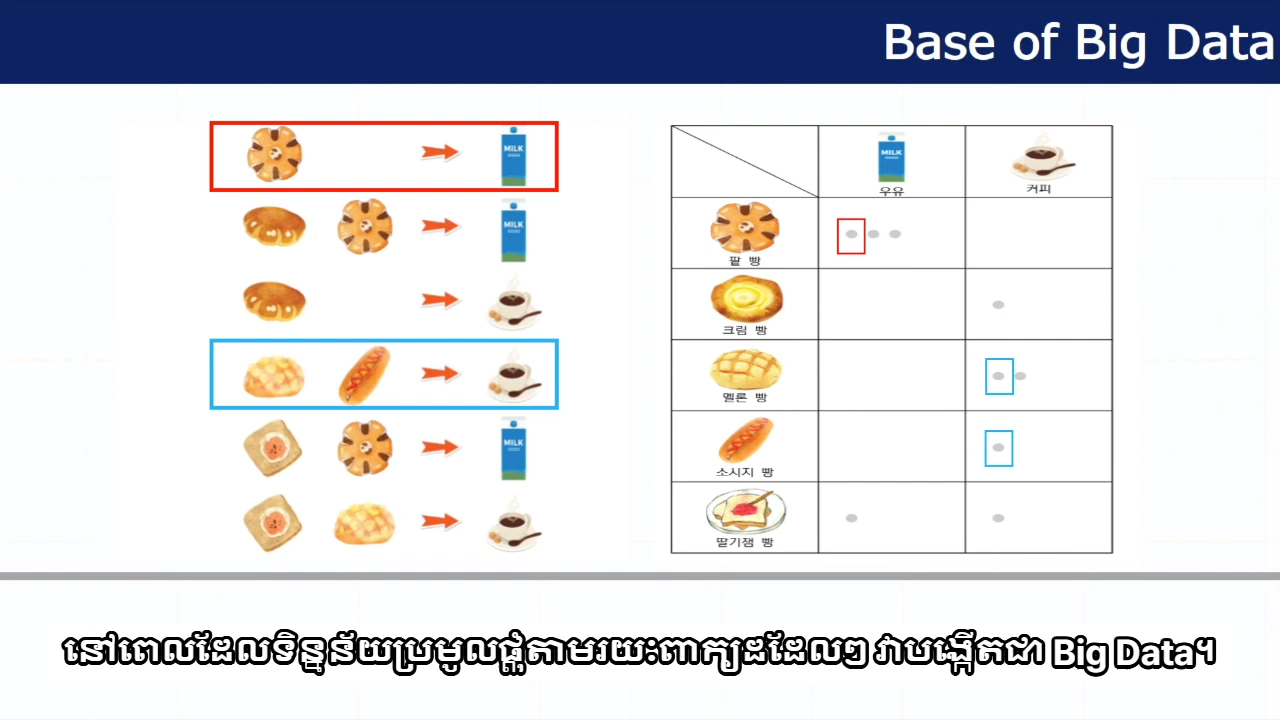 Base of Big Data
MILK
MILK
MILK
MILK
우유
커피
팥 빵
크림 빵
멜론 빵
소시지 빵
딸기잼 빵
នៅពេលដែលទិន្នន័យប្រមូលផ្តុំតាមរយៈពាក្យដដែលៗ វាបង្កើតជា Big Data។